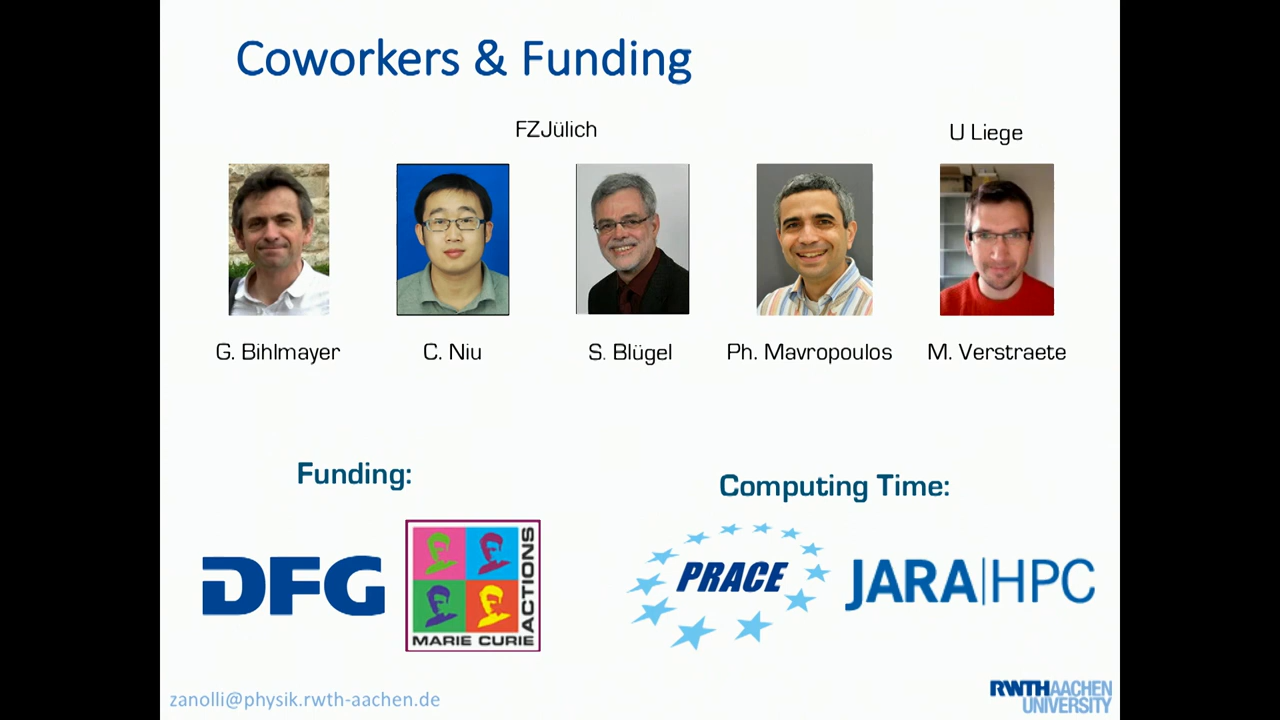 Coworkers & Funding
FZJülich
U Liege
G. Bihlmayer
C. Niu
S. Blügel
Ph. Mavropoulos
M. Verstraete
Funding:
Computing Time:
DFG
MARIE CURIE
ACTIONS
PRACE
JARA|HPC
zanolli@physik.rwth-aachen.de
RWTHAACHEN
UNIVERSITY